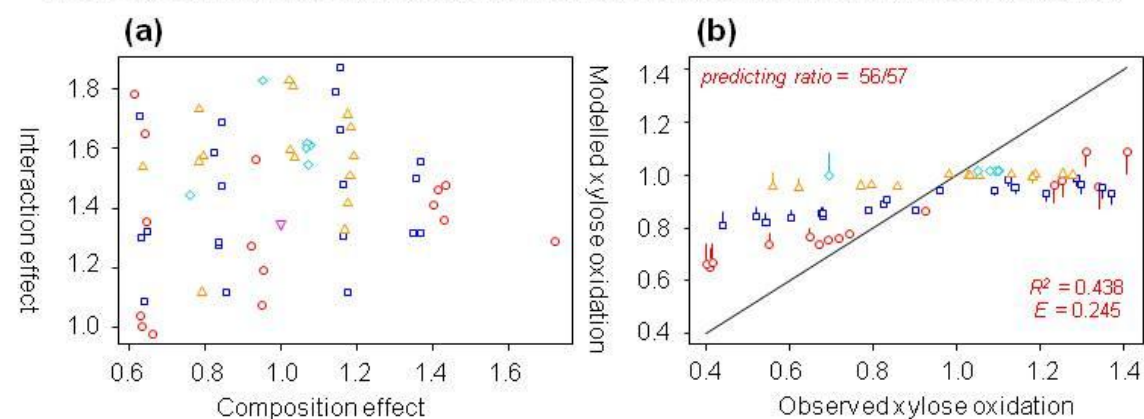 (a)
1.8
1.6
1.4
1.2
1.0
0.6 0.8 1.0 1.2 1.4 1.6
Interaction effect
Composition effect
(b)
predicting ratio = 56/57
1.4
1.2
1.0
0.8
0.6
0.4
0.4 0.6 0.8 1.0 1.2 1.4
Modelled xylose oxidation
R² = 0.438
E = 0.245
Observed xylose oxidation